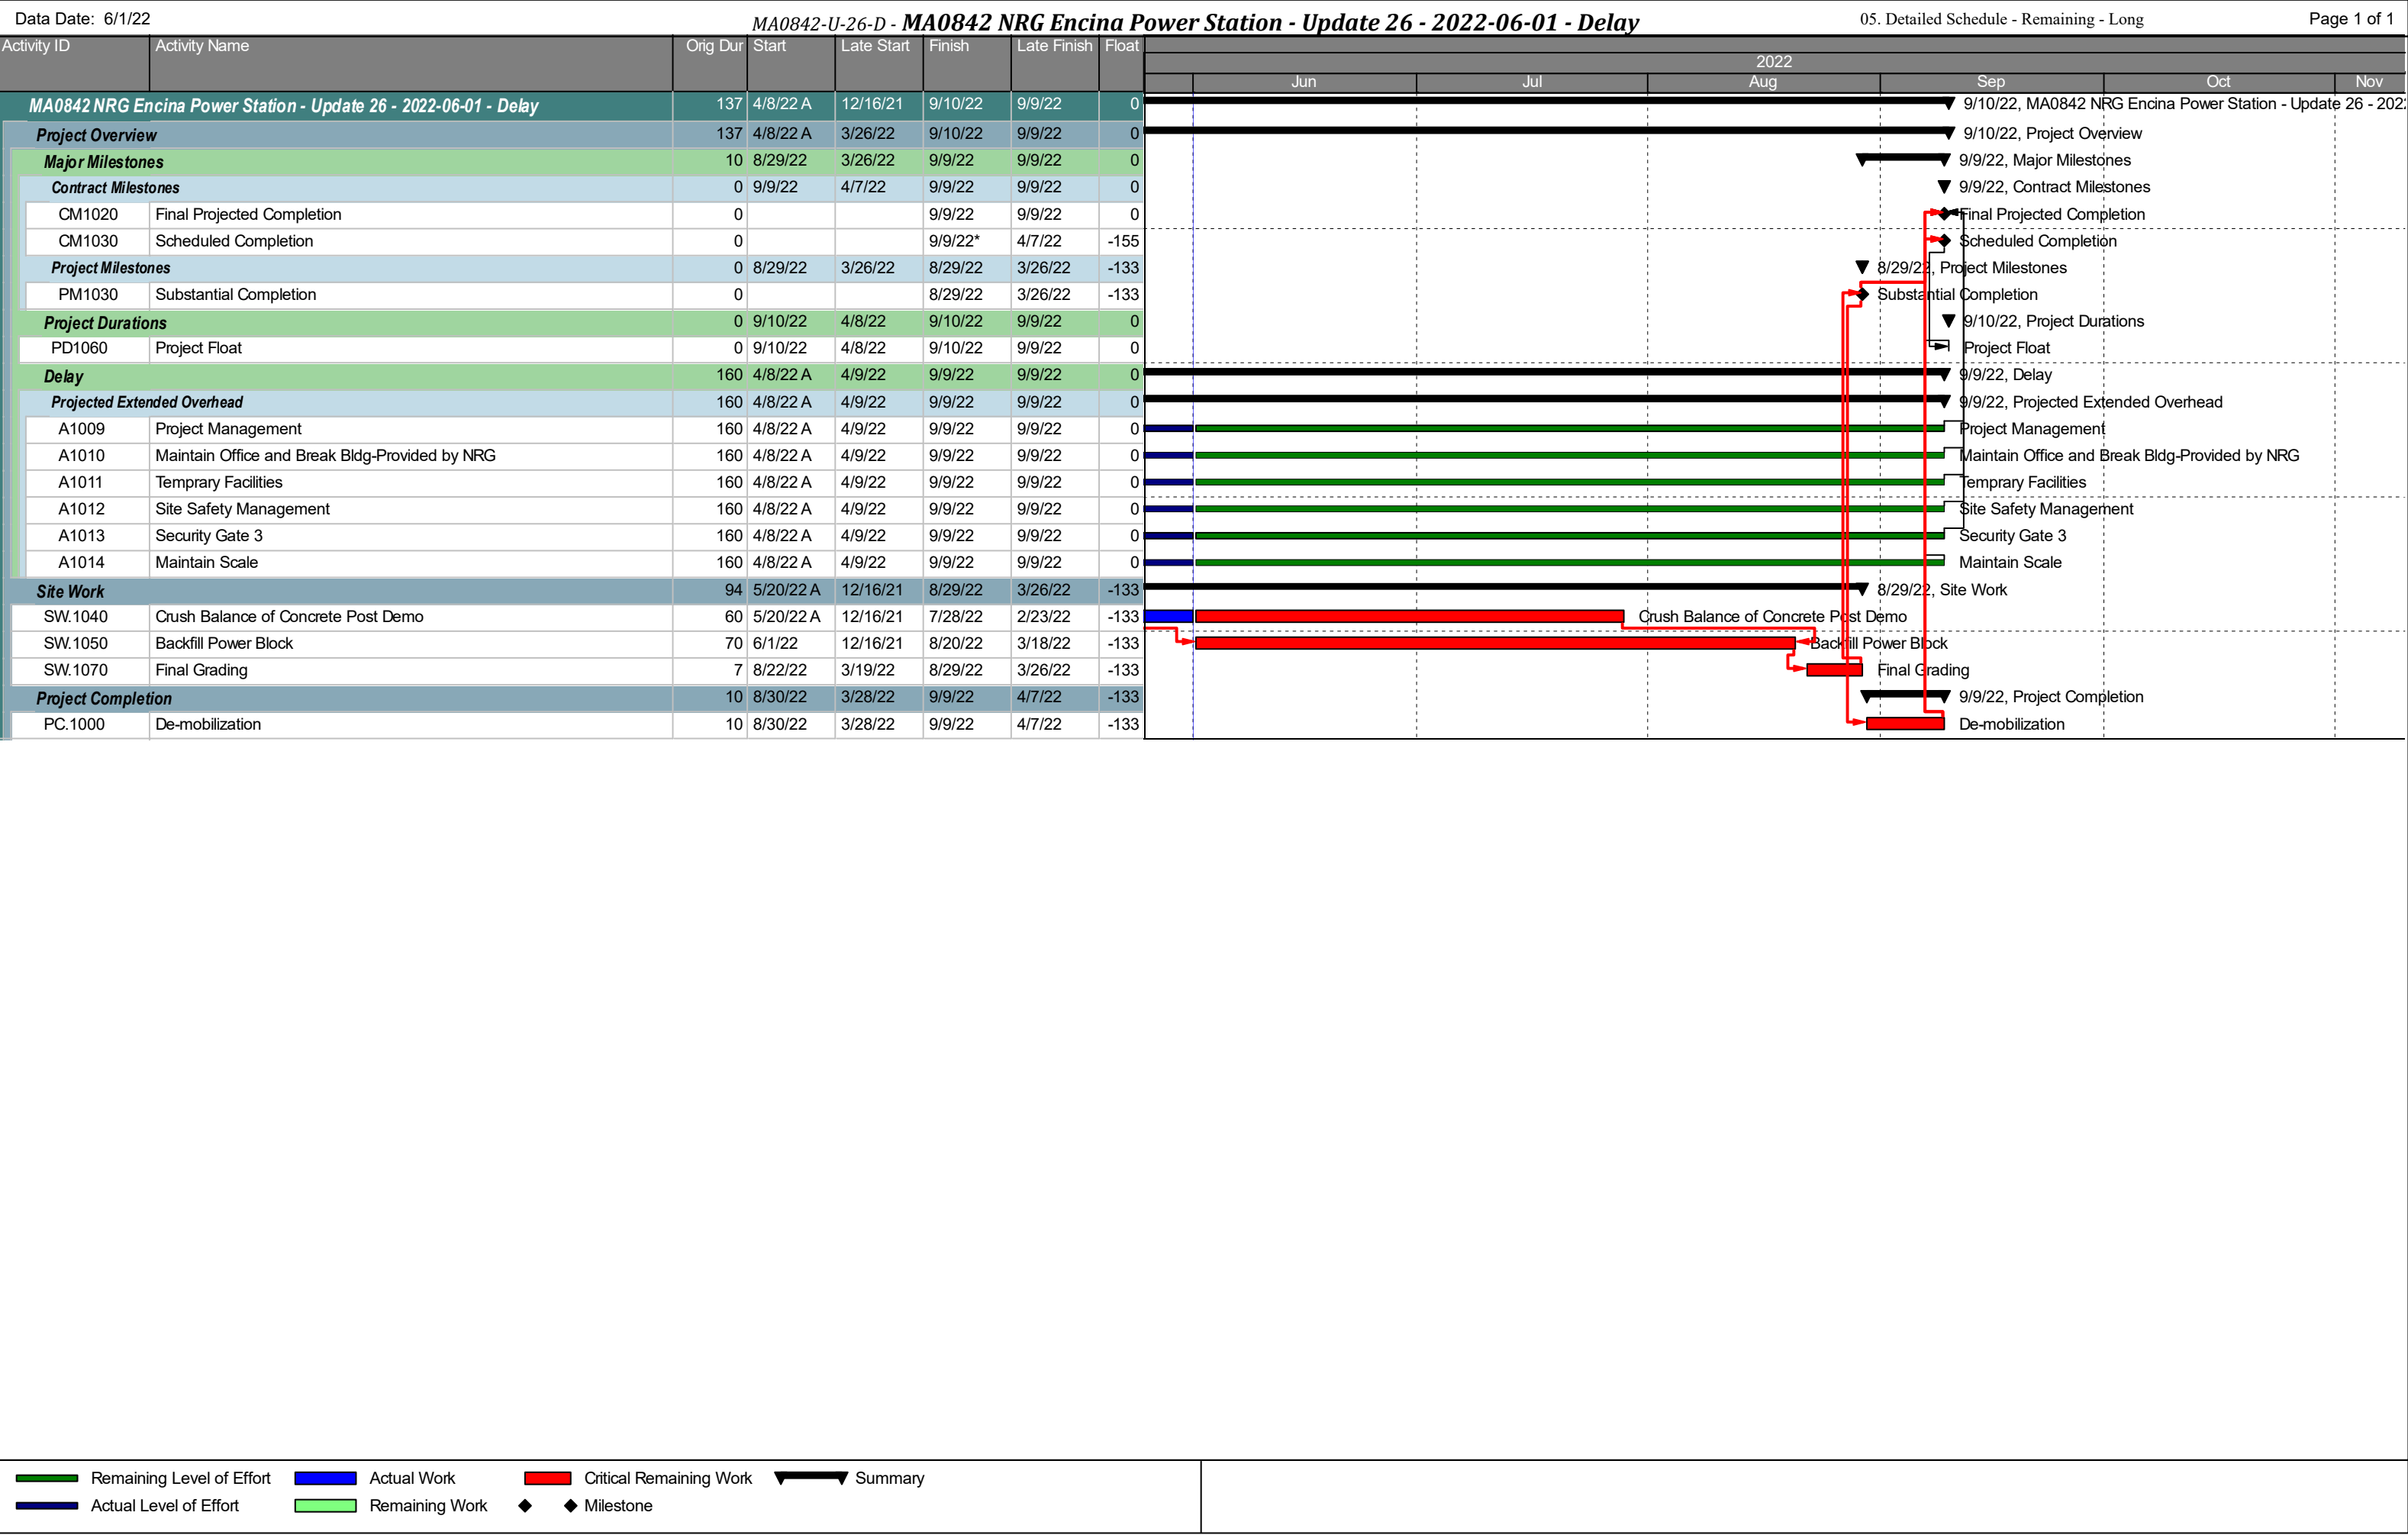 Data Date: 6/1/22
MA0842-U-26-D - MA0842 NRG Encina Power Station - Update 26 - 2022-06-01 - Delay
05. Detailed Schedule - Remaining - Long
Page 1 of 1
Activity ID Activity Name Orig Dur Start Late Start Finish Late Finish Float
2022
Jun Jul Aug Sep Oct Nov
MA0842 NRG Encina Power Station - Update 26 - 2022-06-01 - Delay 137 4/8/22 A 12/16/21 9/10/22 9/9/22 0 9/10/22, MA0842 NRG Encina Power Station - Update 26 - 202
Project Overview 137 4/8/22 A 3/26/22 9/10/22 9/9/22 0 9/10/22, Project Overview
Major Milestones 10 8/29/22 3/26/22 9/9/22 9/9/22 0 9/9/22, Major Milestones
Contract Milestones 0 9/9/22 4/7/22 9/9/22 9/9/22 0 9/9/22, Contract Milestones
CM1020 Final Projected Completion 0 9/9/22 9/9/22 0 Final Projected Completion
CM1030 Scheduled Completion 0 9/9/22* 4/7/22 -155 Scheduled Completion
Project Milestones 0 8/29/22 3/26/22 8/29/22 3/26/22 -133 8/29/22, Project Milestones
PM1030 Substantial Completion 0 8/29/22 3/26/22 -133 Substantial Completion
Project Durations 0 9/10/22 4/8/22 9/10/22 9/9/22 0 9/10/22, Project Durations
PD1060 Project Float 0 9/10/22 4/8/22 9/10/22 9/9/22 0 Project Float
Delay 160 4/8/22 A 4/9/22 9/9/22 9/9/22 0 9/9/22, Delay
Projected Extended Overhead 160 4/8/22 A 4/9/22 9/9/22 9/9/22 0 9/9/22, Projected Extended Overhead
A1009 Project Management 160 4/8/22 A 4/9/22 9/9/22 9/9/22 0 Project Management
A1010 Maintain Office and Break Bldg-Provided by NRG 160 4/8/22 A 4/9/22 9/9/22 9/9/22 0 Maintain Office and Break Bldg-Provided by NRG
A1011 Temprary Facilities 160 4/8/22 A 4/9/22 9/9/22 9/9/22 0 Temprary Facilities
A1012 Site Safety Management 160 4/8/22 A 4/9/22 9/9/22 9/9/22 0 Site Safety Management
A1013 Security Gate 3 160 4/8/22 A 4/9/22 9/9/22 9/9/22 0 Security Gate 3
A1014 Maintain Scale 160 4/8/22 A 4/9/22 9/9/22 9/9/22 0 Maintain Scale
Site Work 94 5/20/22 A 12/16/21 8/29/22 3/26/22 -133 8/29/22, Site Work
SW.1040 Crush Balance of Concrete Post Demo 60 5/20/22 A 12/16/21 7/28/22 2/23/22 -133 Crush Balance of Concrete Post Demo
SW.1050 Backfill Power Block 70 6/1/22 12/16/21 8/20/22 3/18/22 -133 Backfill Power Block
SW.1070 Final Grading 7 8/22/22 3/19/22 8/29/22 3/26/22 -133 Final Grading
Project Completion 10 8/30/22 3/28/22 9/9/22 4/7/22 -133 9/9/22, Project Completion
PC.1000 De-mobilization 10 8/30/22 3/28/22 9/9/22 4/7/22 -133 De-mobilization
Remaining Level of Effort Actual Work Critical Remaining Work Summary
Actual Level of Effort Remaining Work Milestone